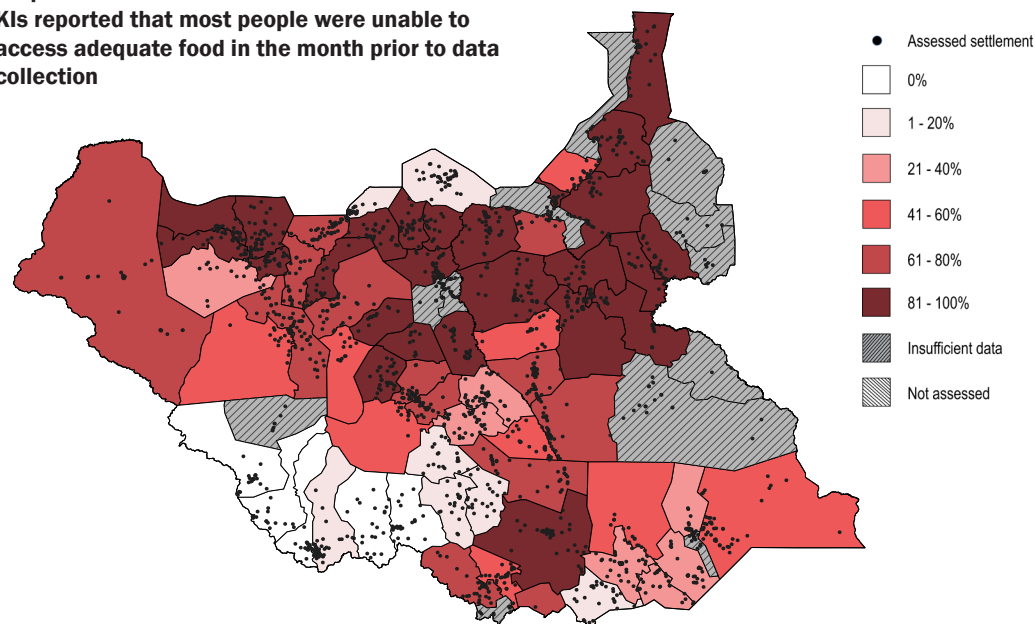 KIs reported that most people were unable to
access adequate food in the month prior to data
collection
Assessed settlement
0%
1 - 20%
21 - 40%
41 - 60%
61 - 80%
81 - 100%
Insufficient data
Not assessed